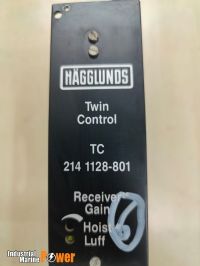 HÄGGLUNDS
Twin
Control
TC
214 1128-801
Receiver
Gain
Hoist
Luff
6
Industrial
Marine Power